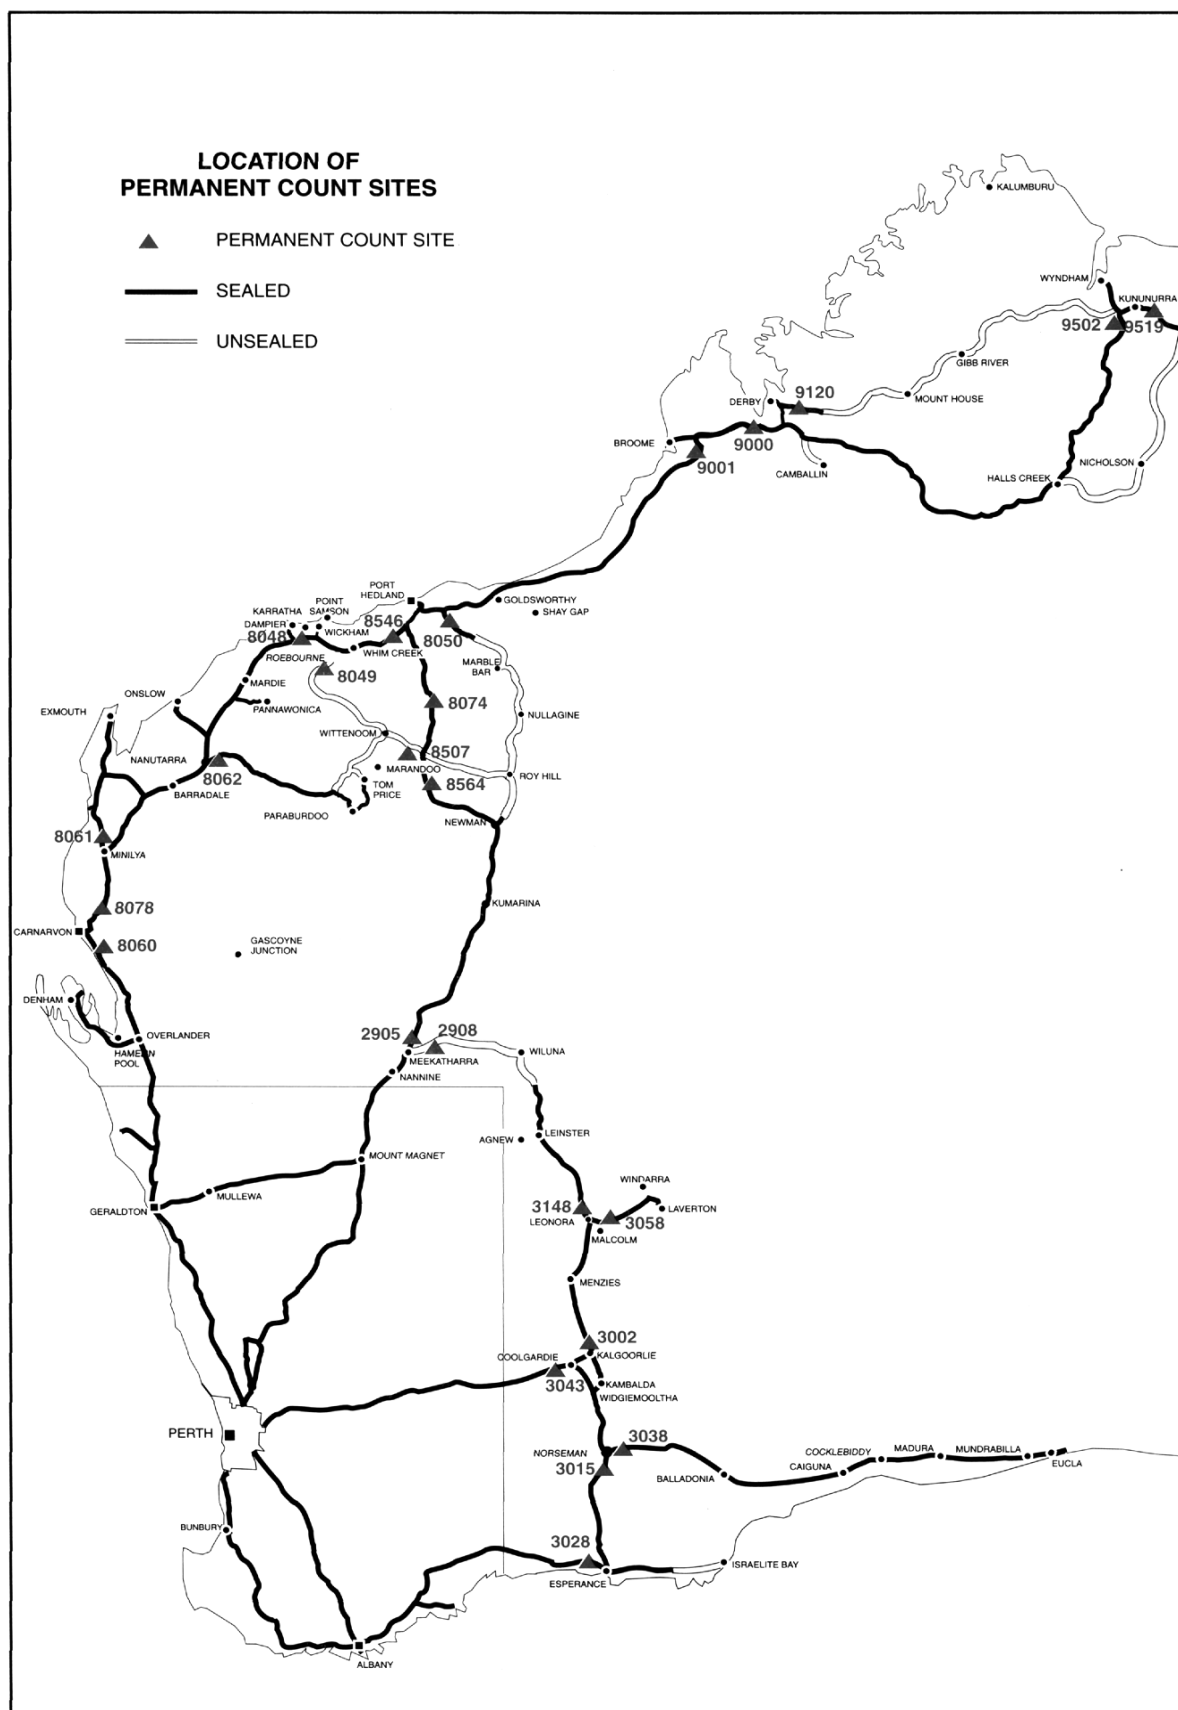 LOCATION OF
PERMANENT COUNT SITES
PERMANENT COUNT SITE
SEALED
UNSEALED
KALUMBURU
WYNDHAM
KUNUNURRA
9502
9519
GIBB RIVER
9120
DERBY
MOUNT HOUSE
BROOME
9000
9001
CAMBALLIN
NICHOLSON
HALLS CREEK
PORT
HEDLAND
GOLDSWORTHY
SHAY GAP
POINT
SAMSON
KARRATHA
DAMPIER
8546
8048
WICKHAM
8050
WHIM CREEK
ROEBOURNE
MARBLE
BAR
8049
MARDIE
ONSLOW
8074
PANNAWONICA
EXMOUTH
NULLAGINE
WITTENOOM
8507
NANUTARRA
MARANDOO
8062
ROY HILL
TOM
PRICE
8564
BARRADALE
PARABURDOO
NEWMAN
8061
MINILYA
KUMARINA
8078
CARNARVON
8060
GASCOYNE
JUNCTION
DENHAM
OVERLANDER
HAMELIN
POOL
2905
2908
MEEKATHARRA
WILUNA
NANNINE
LEINSTER
AGNEW
MOUNT MAGNET
WINDARRA
MULLEWA
GERALDTON
3148
LAVERTON
LEONORA
3058
MALCOLM
MENZIES
3002
COOLGARDIE
KALGOORLIE
3043
KAMBALDA
WIDGIEMOOLTHA
PERTH
3038
NORSEMAN
COCKLEBIDDY
MADURA
MUNDRABILLA
EUCLA
3015
BALLADONIA
CAIGUNA
BUNBURY
3028
ISRAELITE BAY
ESPERANCE
ALBANY